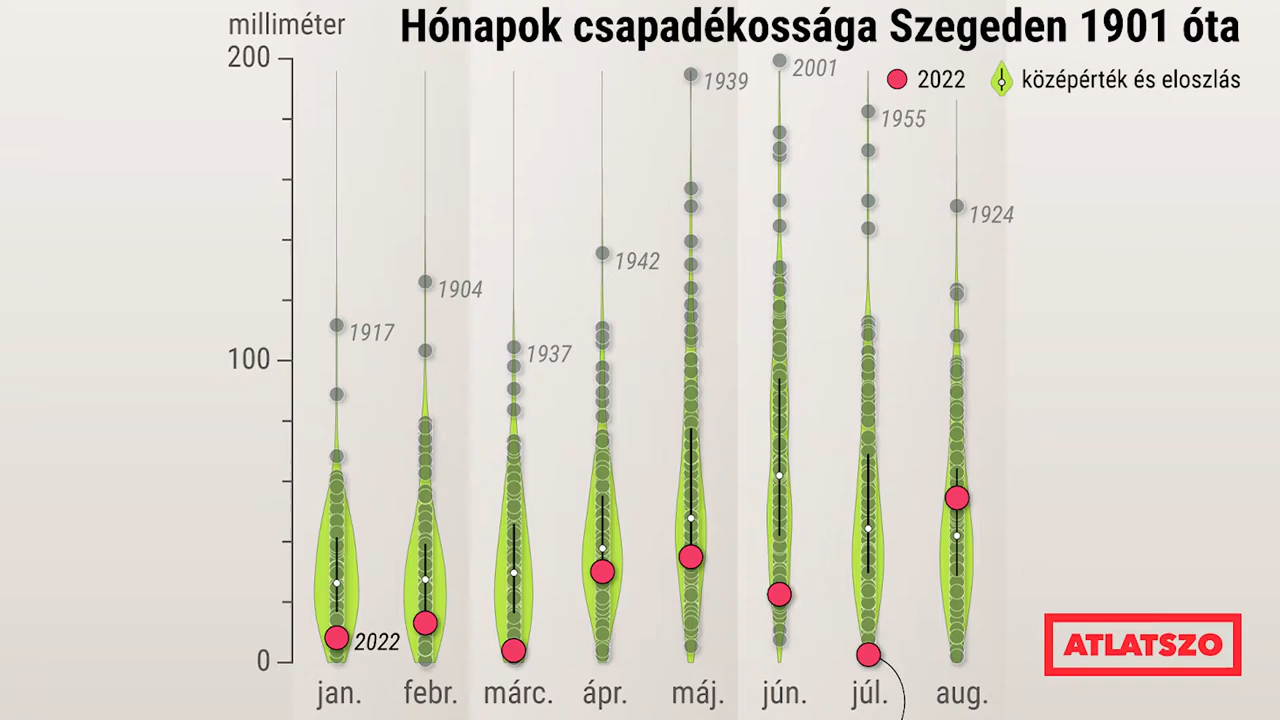 milliméter
Hónapok csapadékossága Szegeden 1901 óta
200
2022
középérték és eloszlás
2001
1939
1955
1924
1942
1904
1917
1937
100
2022
0
ATLATSZO
jan. febr. márc. ápr. máj. jún. júl. aug.